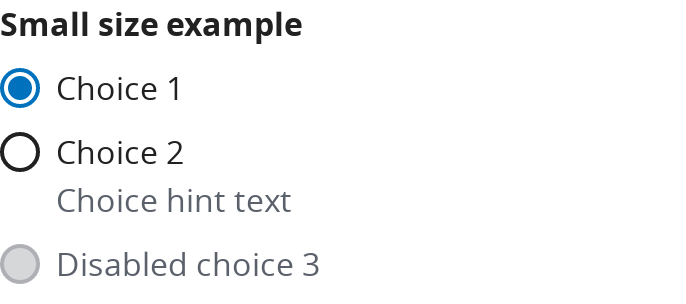 Small size example
Choice 1
Choice 2
Choice hint text
Disabled choice 3